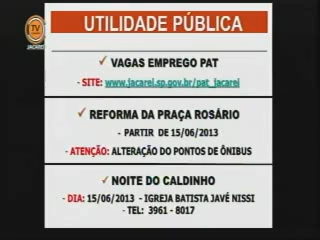 TV
JACAREÍ
UTILIDADE PÚBLICA
VAGAS EMPREGO PAT
- SITE: www.jacarei.sp.gov.br/pat_jacarei
REFORMA DA PRAÇA ROSÁRIO
- PARTIR DE 15/06/2013
- ATENÇÃO: ALTERAÇÃO DO PONTOS DE ÔNIBUS
NOITE DO CALDINHO
- DIA: 15/06/2013 - IGREJA BATISTA JAVÉ NISSI
- TEL: 3961 - 8017